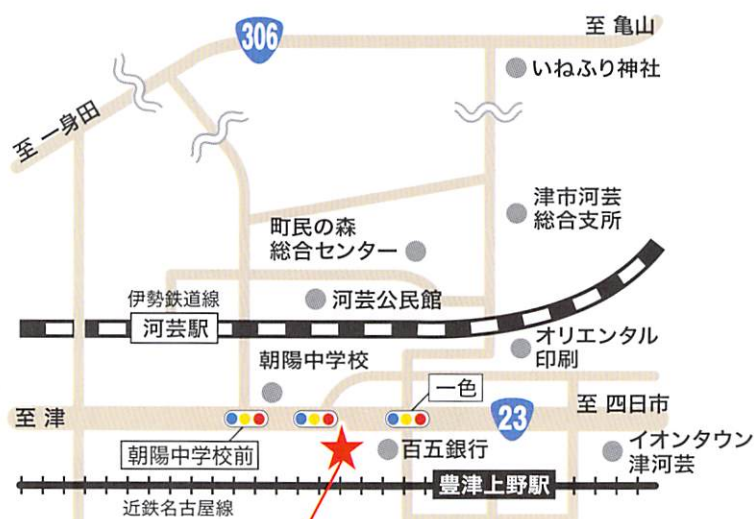 306
至 亀山
いねふり神社
至 一身田
津市河芸
総合支所
町民の森
総合センター
伊勢鉄道線
河芸公民館
河芸駅
オリエンタル
印刷
朝陽中学校
一色
至 津
23
至 四日市
朝陽中学校前
百五銀行
イオンタウン
津河芸
豊津上野駅
近鉄名古屋線